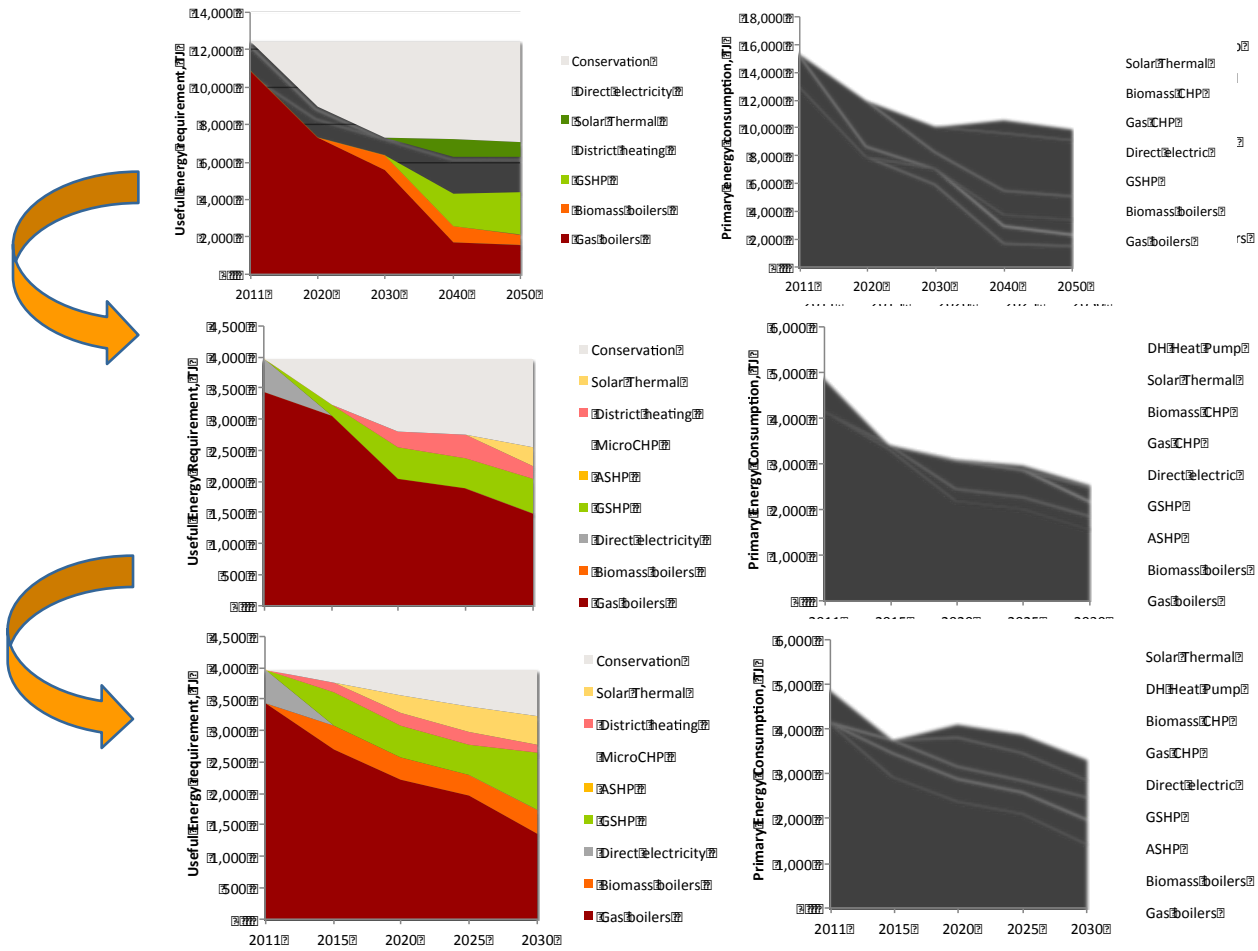 14,000
12,000
10,000
8,000
6,000
4,000
2,000
Useful energy requirement, TJ
2011
2020
2030
2040
2050
Conservation
Direct electricity
Solar Thermal
District heating
GSHP
Biomass boilers
Gas boilers
18,000
16,000
14,000
12,000
10,000
8,000
6,000
4,000
2,000
Primary energy consumption, TJ
2011
2020
2030
2040
2050
Solar Thermal
Biomass CHP
Gas CHP
Direct electric
GSHP
Biomass boilers
Gas boilers
4,500
4,000
3,500
3,000
2,500
2,000
1,500
1,000
500
Useful Energy Requirement, TJ
Conservation
Solar Thermal
District heating
MicroCHP
ASHP
GSHP
Direct electricity
Biomass boilers
Gas boilers
6,000
5,000
4,000
3,000
2,000
1,000
Primary Energy Consumption, TJ
2011
2015
2020
2025
2030
DH Heat Pump
Solar Thermal
Biomass CHP
Gas CHP
Direct electric
GSHP
ASHP
Biomass boilers
Gas boilers
4,500
4,000
3,500
3,000
2,500
2,000
1,500
1,000
500
Useful Energy requirement, TJ
2011
2015
2020
2025
2030
Conservation
Solar Thermal
District heating
MicroCHP
ASHP
GSHP
Direct electricity
Biomass boilers
Gas boilers
6,000
5,000
4,000
3,000
2,000
1,000
Primary Energy Consumption, TJ
2011
2015
2020
2025
2030
Solar Thermal
DH Heat Pump
Biomass CHP
Gas CHP
Direct electric
GSHP
ASHP
Biomass boilers
Gas boilers